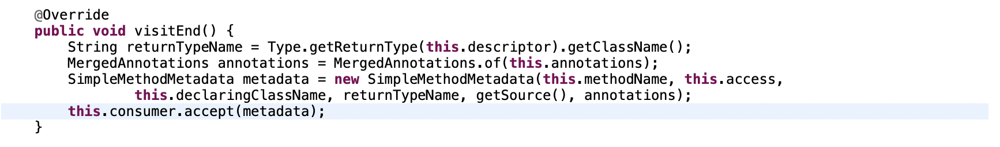 @Override
public void visitEnd() {
String returnTypeName = Type.getReturnType(this.descriptor).getClassName();
MergedAnnotations annotations = MergedAnnotations.of(this.annotations);
SimpleMethodMetadata metadata = new SimpleMethodMetadata(this.methodName, this.access,
this.declaringClassName, returnTypeName, getSource(), annotations);
this.consumer.accept(metadata);
}